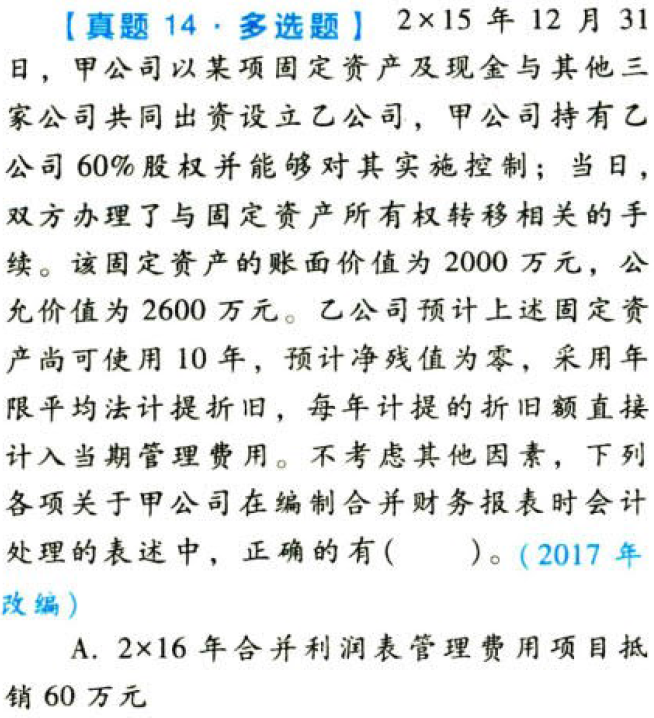 【真题 14·多选题】 2×15 年 12 月 31
日，甲公司以某项固定资产及现金与其他三
家公司共同出资设立乙公司，甲公司持有乙
公司 60%股权并能够对其实施控制；当日，
双方办理了与固定资产所有权转移相关的手
续。该固定资产的账面价值为 2000 万元，公
允价值为 2600 万元。乙公司预计上述固定资
产尚可使用 10 年，预计净残值为零，采用年
限平均法计提折旧，每年计提的折旧额直接
计入当期管理费用。不考虑其他因素，下列
各项关于甲公司在编制合并财务报表时会计
处理的表述中，正确的有(　　)。(2017 年
改编)
A. 2×16 年合并利润表管理费用项目抵
销 60 万元